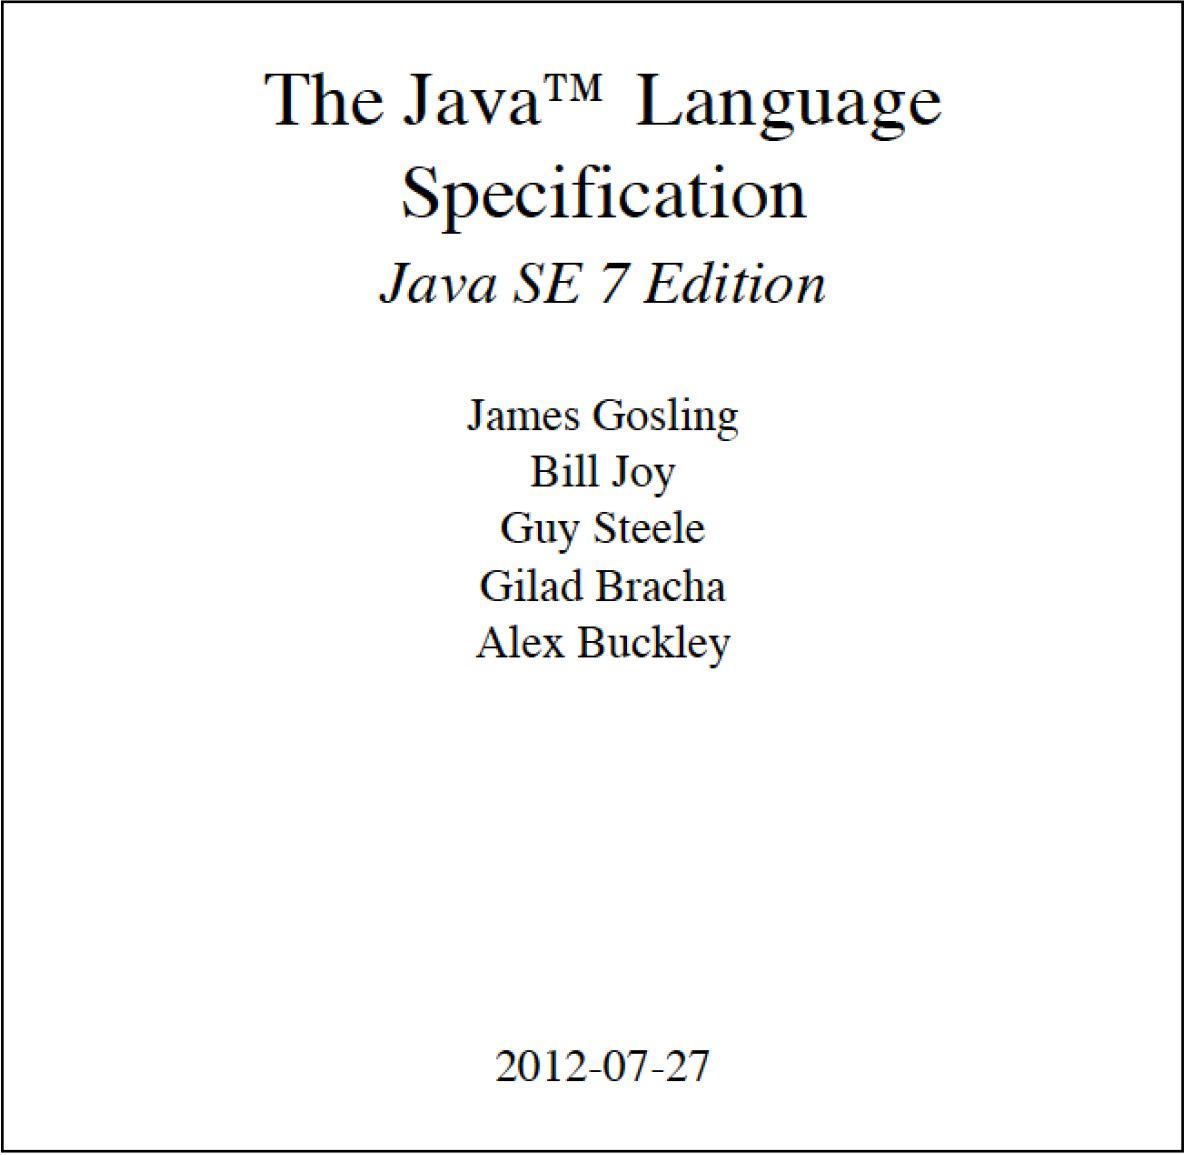 The Java™ Language
Specification
Java SE 7 Edition
James Gosling
Bill Joy
Guy Steele
Gilad Bracha
Alex Buckley
2012-07-27